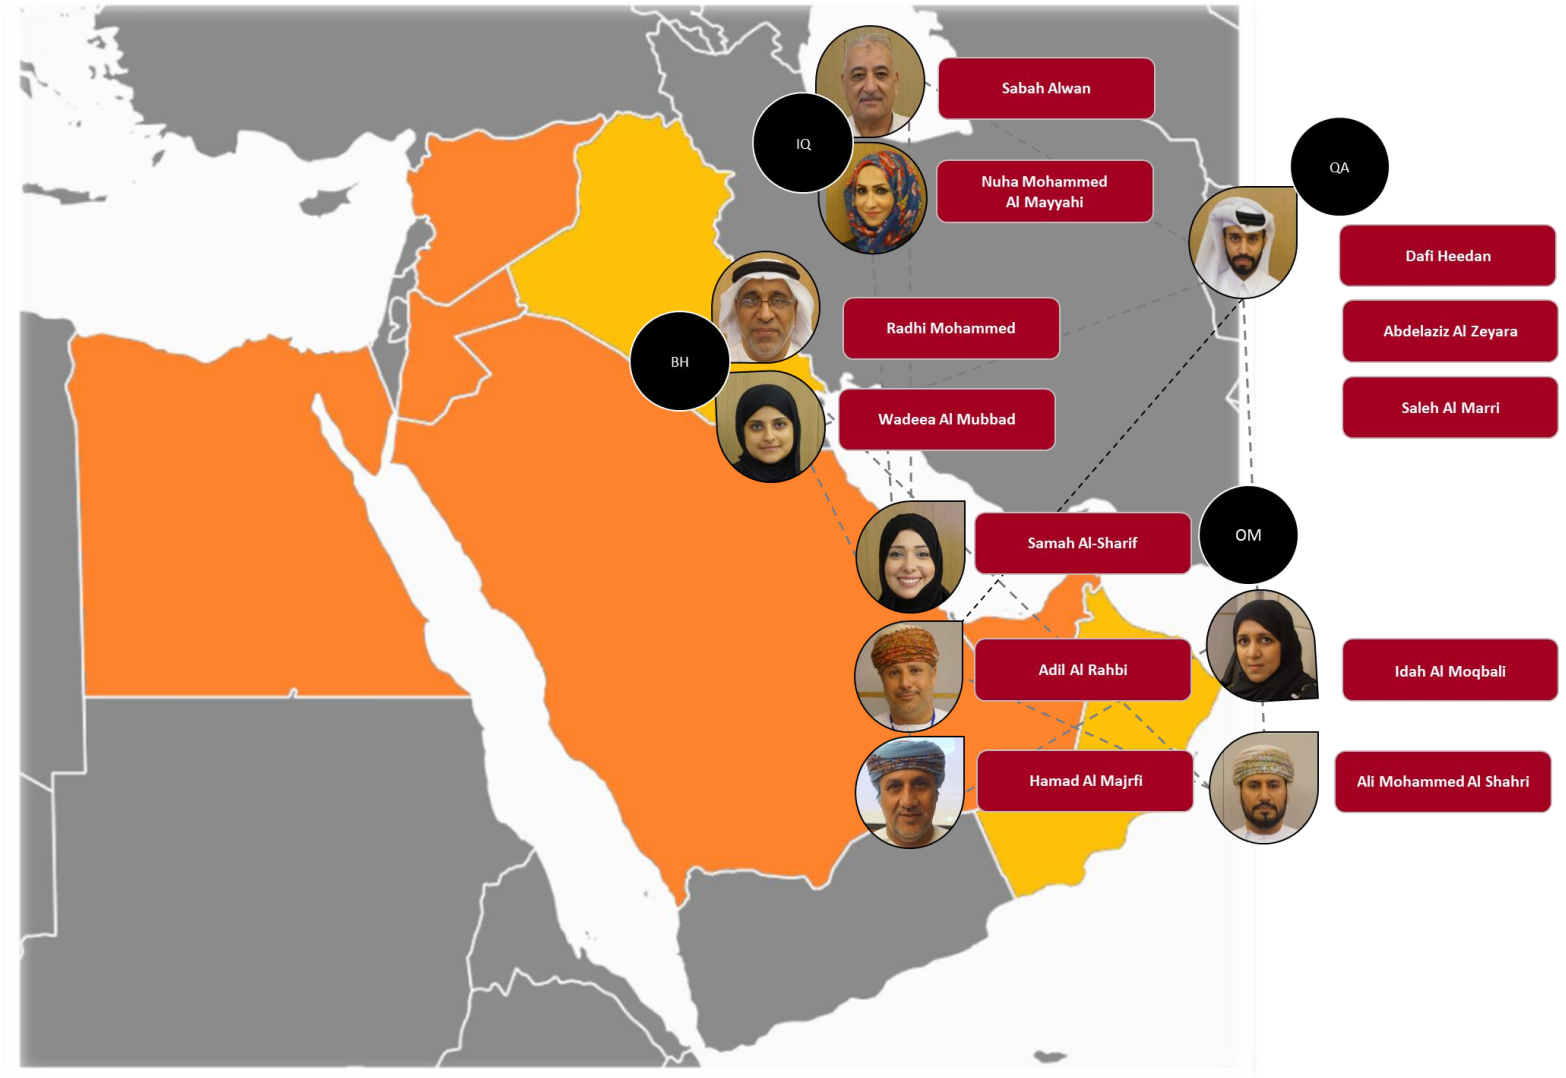 Sabah Alwan
IQ
QA
Nuha Mohammed
Al Mayyahi
Dafi Heedan
Radhi Mohammed
Abdelaziz Al Zeyara
BH
Saleh Al Marri
Wadeea Al Mubbad
Samah Al-Sharif
OM
Adil Al Rahbi
Idah Al Moqbali
Hamad Al Majrfi
Ali Mohammed Al Shahri